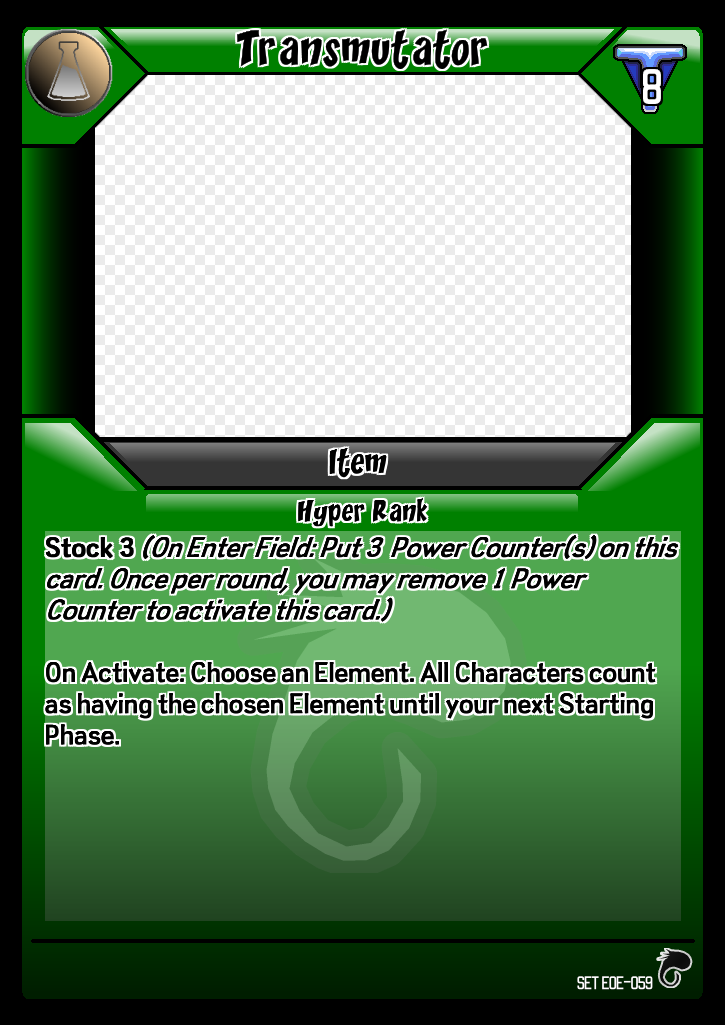 Transmutator
8
Item
Hyper Rank
Stock 3 (On Enter Field: Put 3 Power Counter(s) on this
card. Once per round, you may remove 1 Power
Counter to activate this card.)
On Activate: Choose an Element. All Characters count
as having the chosen Element until your next Starting
Phase.
SET EOE-059